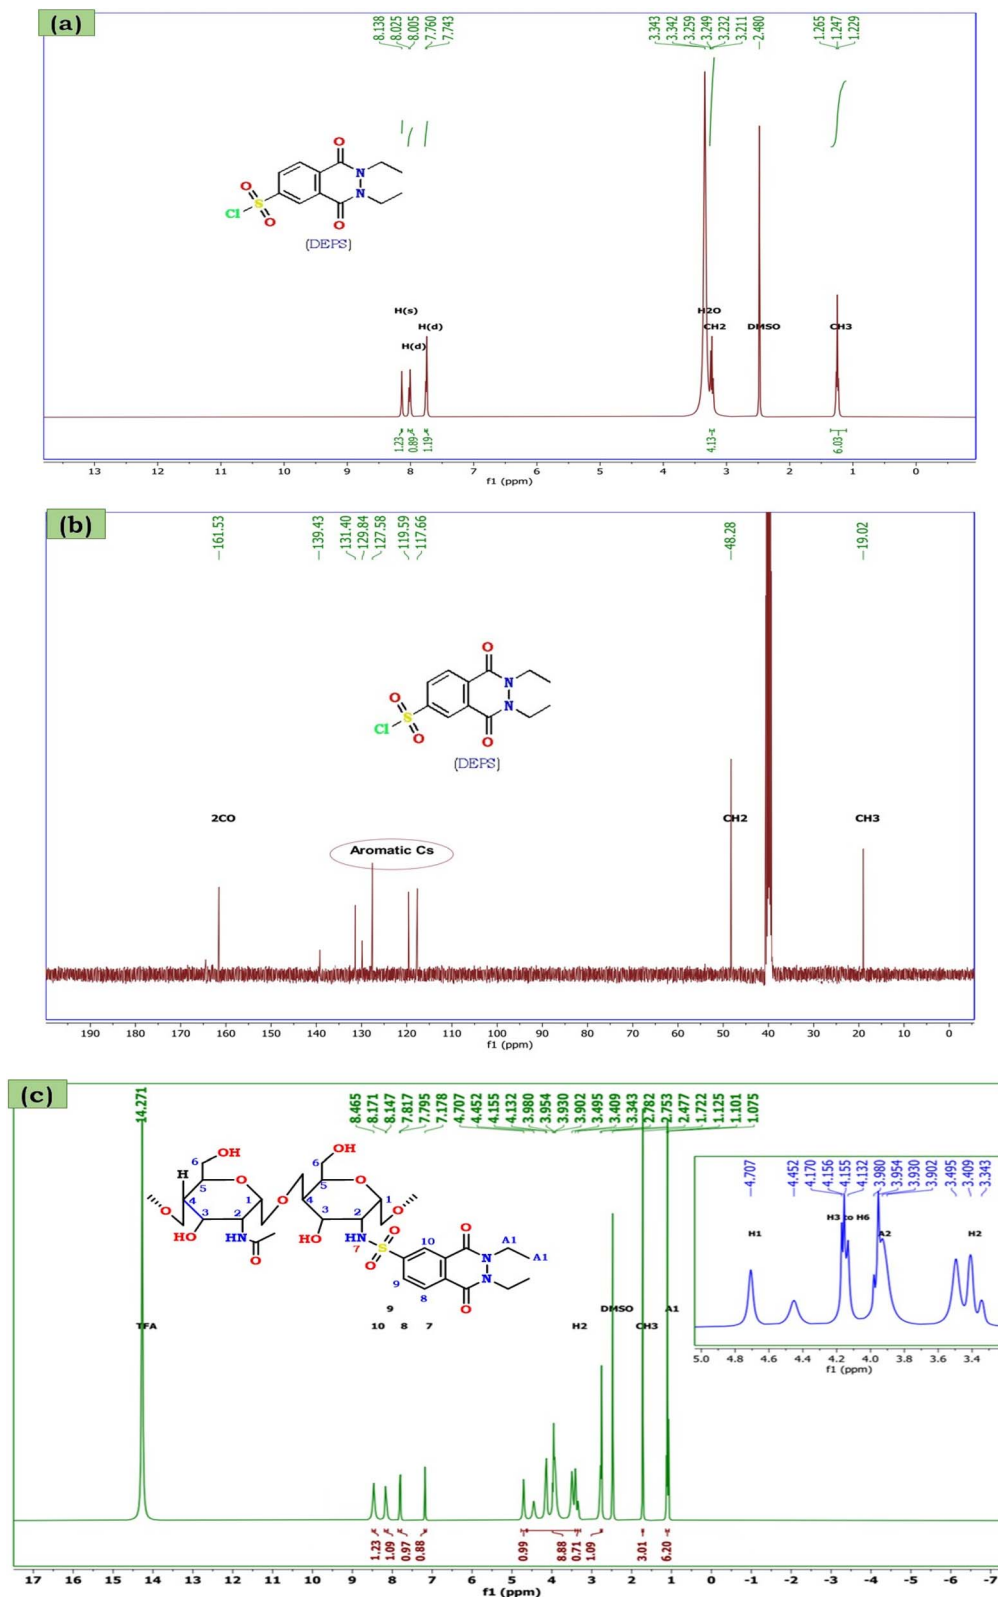 (a)
8.138
8.025
8.005
7.760
7.743
3.343
3.342
3.259
3.249
3.232
3.211
2.480
1.265
1.247
1.229
O
N
N
O
O
S
Cl
O
(DEPS)
H(s)
H(d)
H(d)
H2O
CH2
DMSO
CH3
1.23
0.89
1.19
4.13
6.03
13 12 11 10 9 8 7 6 5 4 3 2 1 0
f1 (ppm)
(b)
161.53
139.43
131.40
129.84
127.58
119.59
117.66
48.28
19.02
O
N
N
O
O
S
Cl
O
(DEPS)
2CO
Aromatic Cs
CH2
CH3
190 180 170 160 150 140 130 120 110 100 90 80 70 60 50 40 30 20 10 0
f1 (ppm)
(c)
14.271
8.465
8.171
8.147
7.817
7.795
7.178
4.707
4.452
4.155
4.132
3.980
3.954
3.930
3.902
3.495
3.409
3.343
2.782
2.753
2.477
1.722
1.125
1.101
1.075
6 OH
H 5 O
4 1
O 3 2 O
HO HN
O
6 OH
5 O
4 1
3 2 O
HO HN
7 S
O O
10 O
N A1
N A1
9
8 O
9
10 8 7
TFA
H2
DMSO
CH3
A1
4.707
4.452
4.170
4.156
4.155
4.132
3.980
3.954
3.930
3.902
3.495
3.409
3.343
H3 to H6
H1
A2
H2
5.0 4.8 4.6 4.4 4.2 4.0 3.8 3.6 3.4
f1 (ppm)
1.23
1.09
0.97
0.88
0.99
8.88
0.71
1.09
3.01
6.20
17 16 15 14 13 12 11 10 9 8 7 6 5 4 3 2 1 0 -1 -2 -3 -4 -5 -6 -7
f1 (ppm)